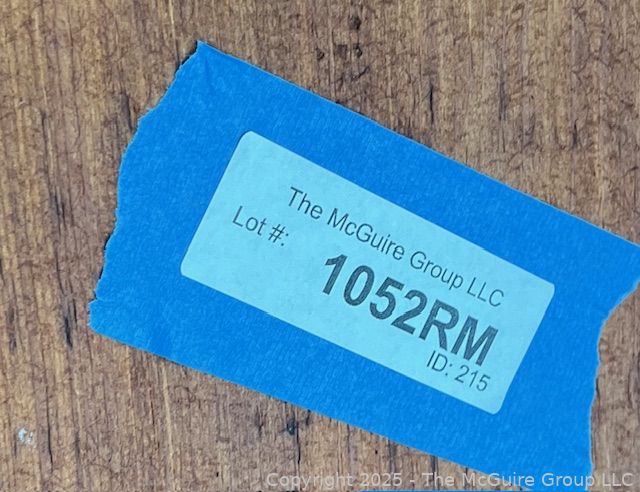 The McGuire Group LLC
Lot #:
1052RM
ID: 215
Copyright 2025 - The McGuire Group LLC